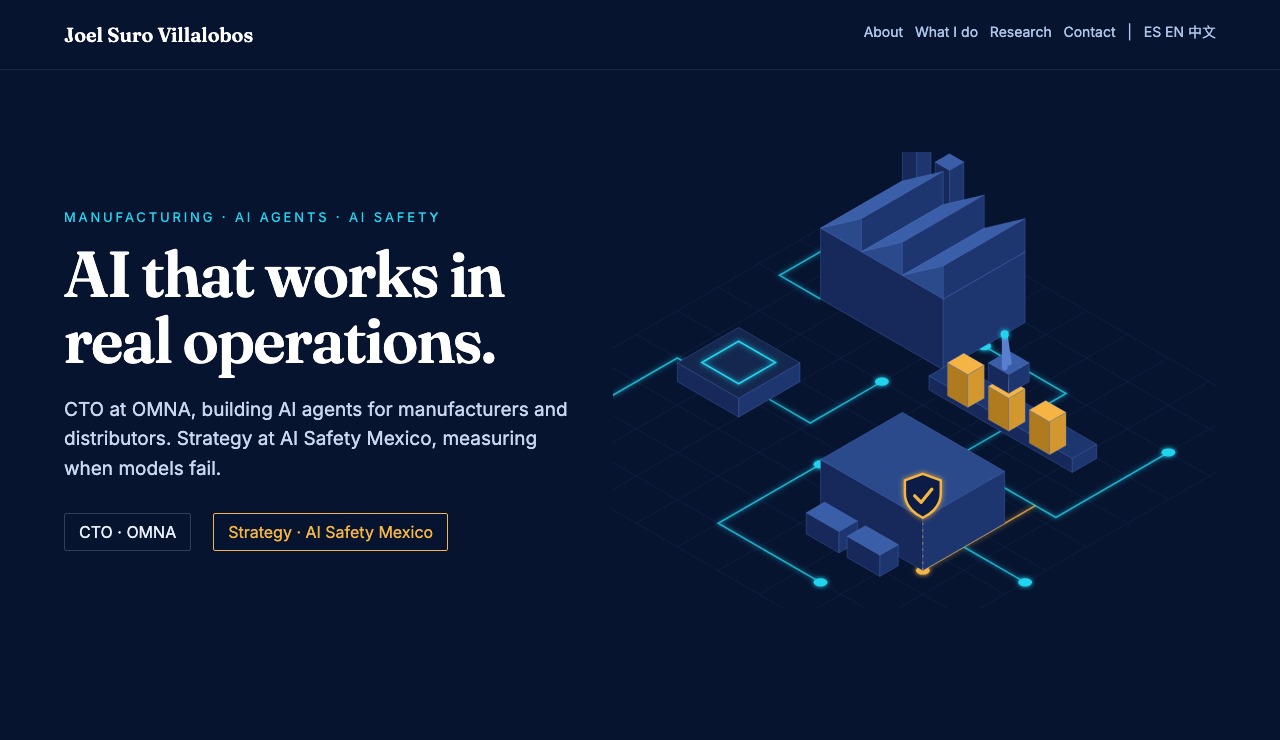 Joel Suro Villalobos
About What I do Research Contact | ES EN 中文
MANUFACTURING · AI AGENTS · AI SAFETY
AI that works in
real operations.
CTO at OMNA, building AI agents for manufacturers and
distributors. Strategy at AI Safety Mexico, measuring
when models fail.
CTO · OMNA
Strategy · AI Safety Mexico